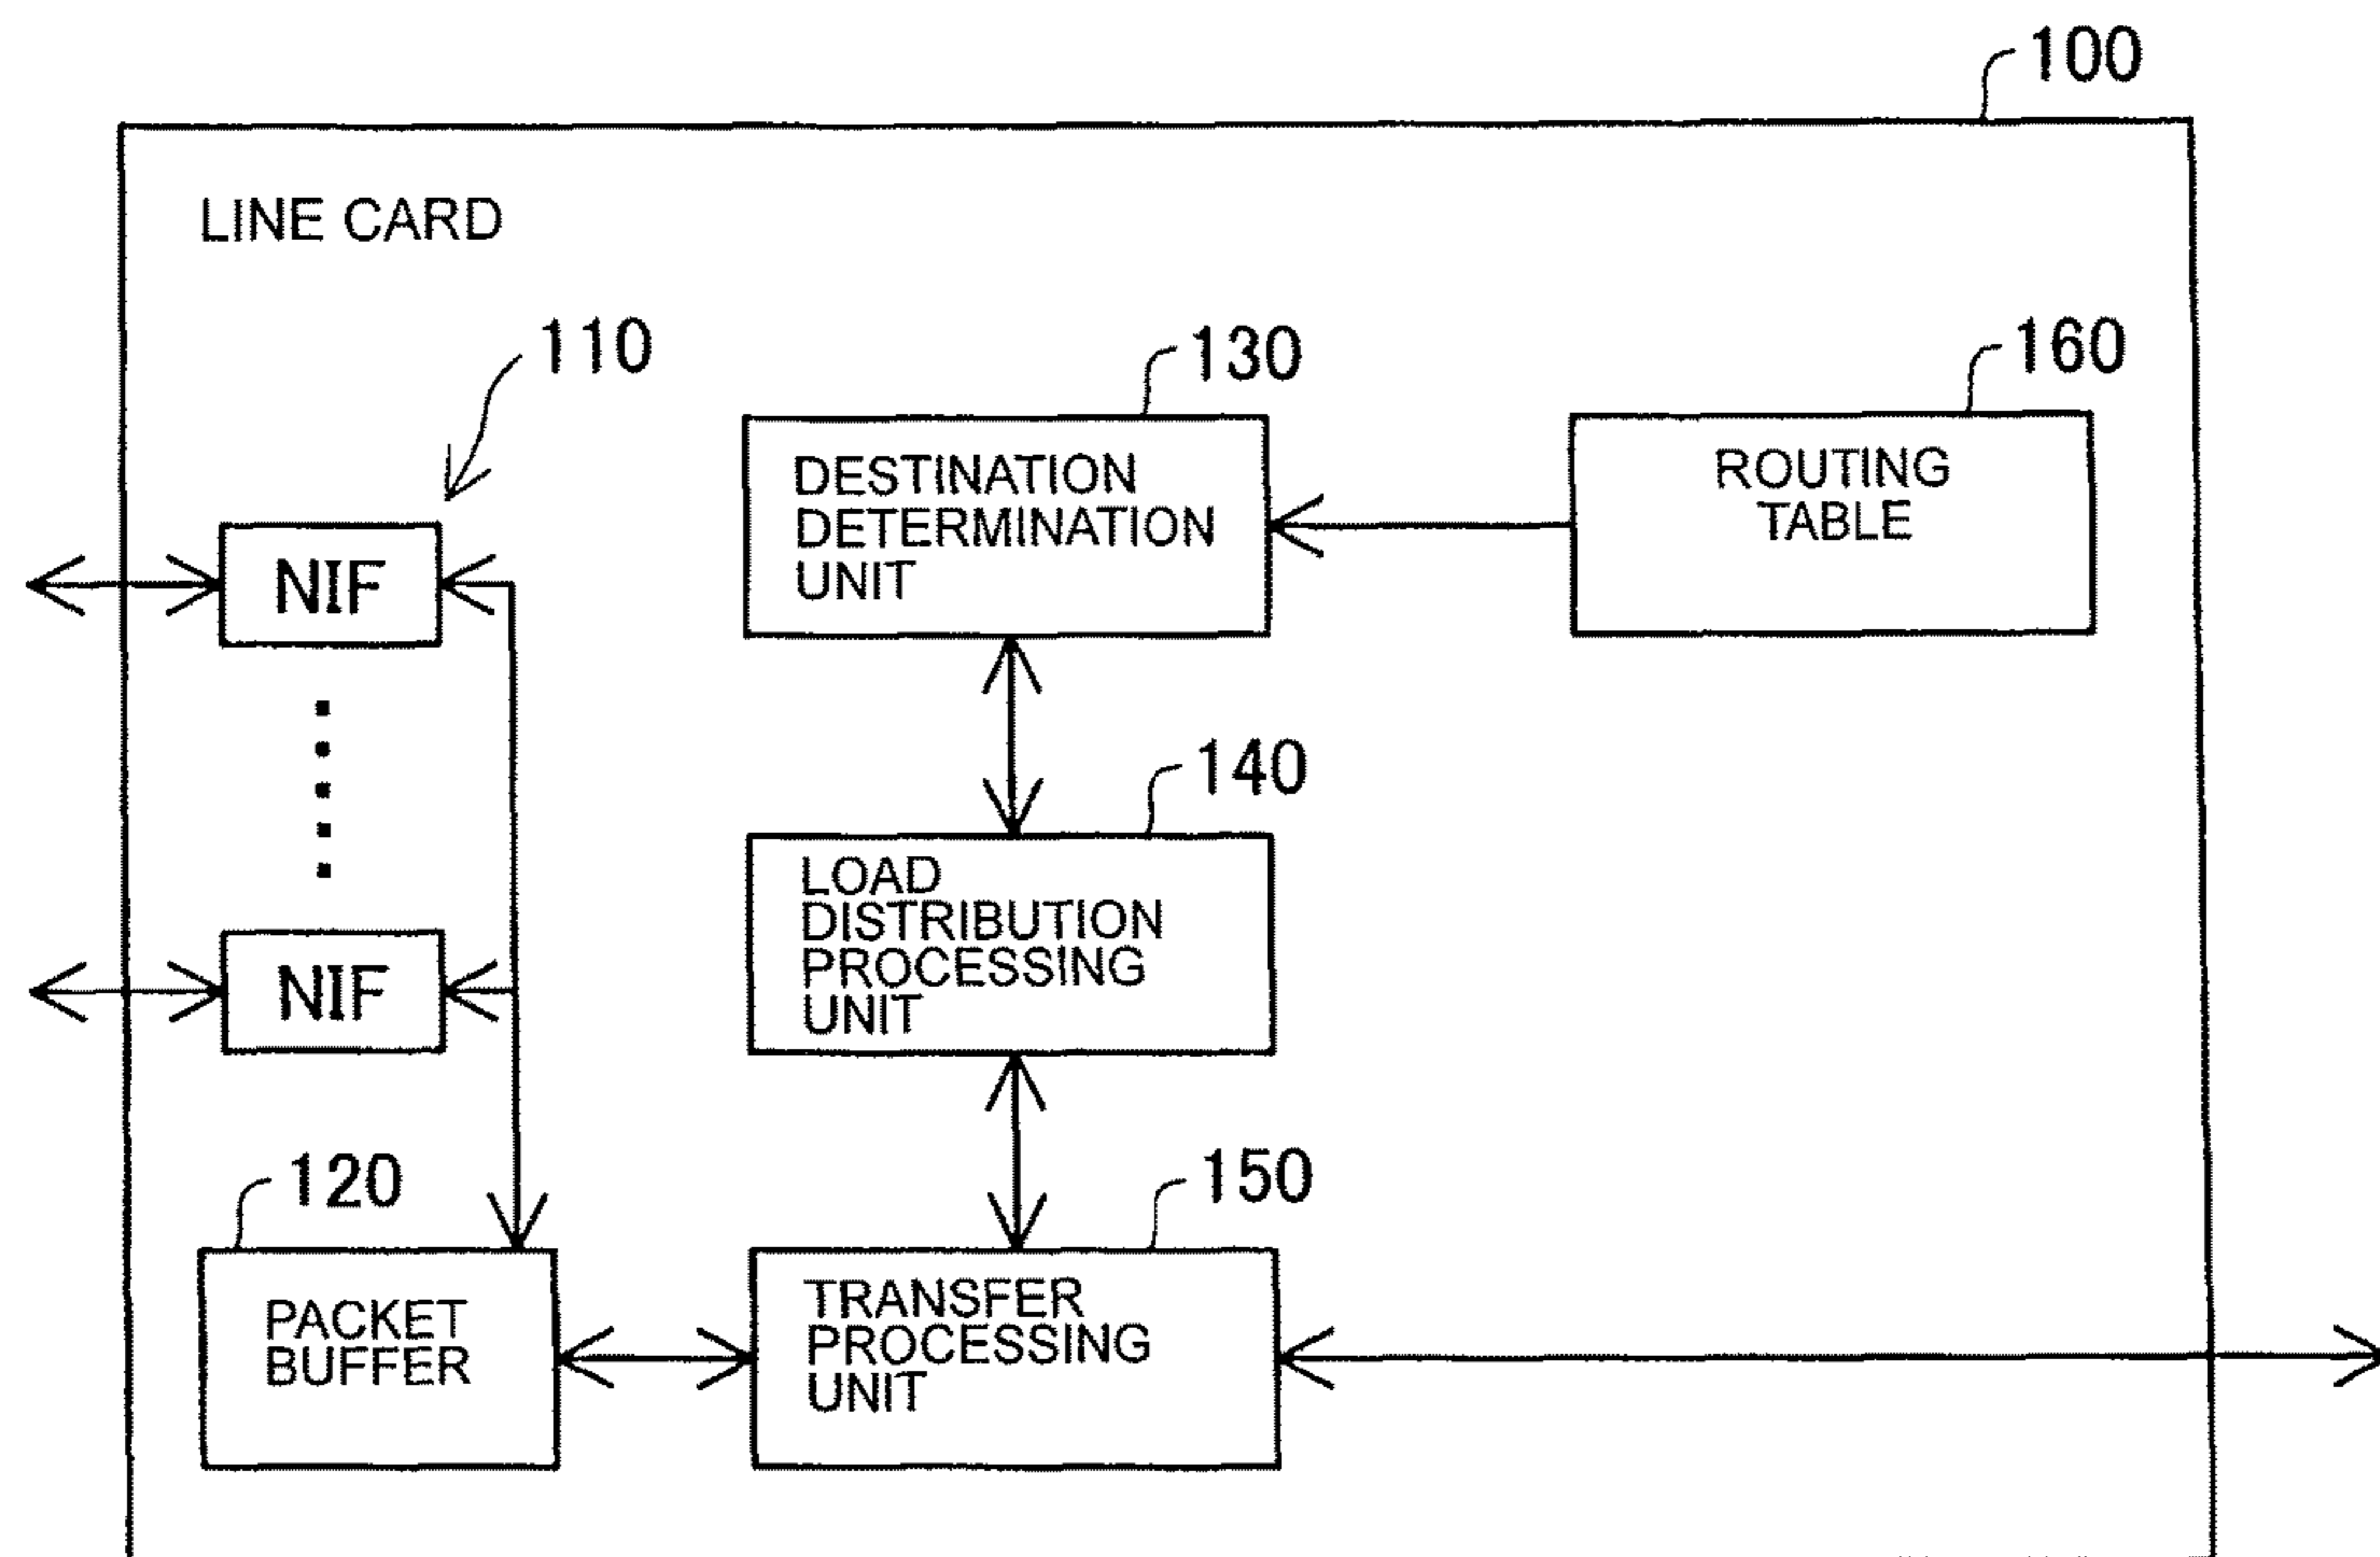 100
LINE CARD
110
130
160
DESTINATION
DETERMINATION
UNIT
ROUTING
TABLE
NIF
140
LOAD
DISTRIBUTION
PROCESSING
UNIT
NIF
120
150
PACKET
BUFFER
TRANSFER
PROCESSING
UNIT